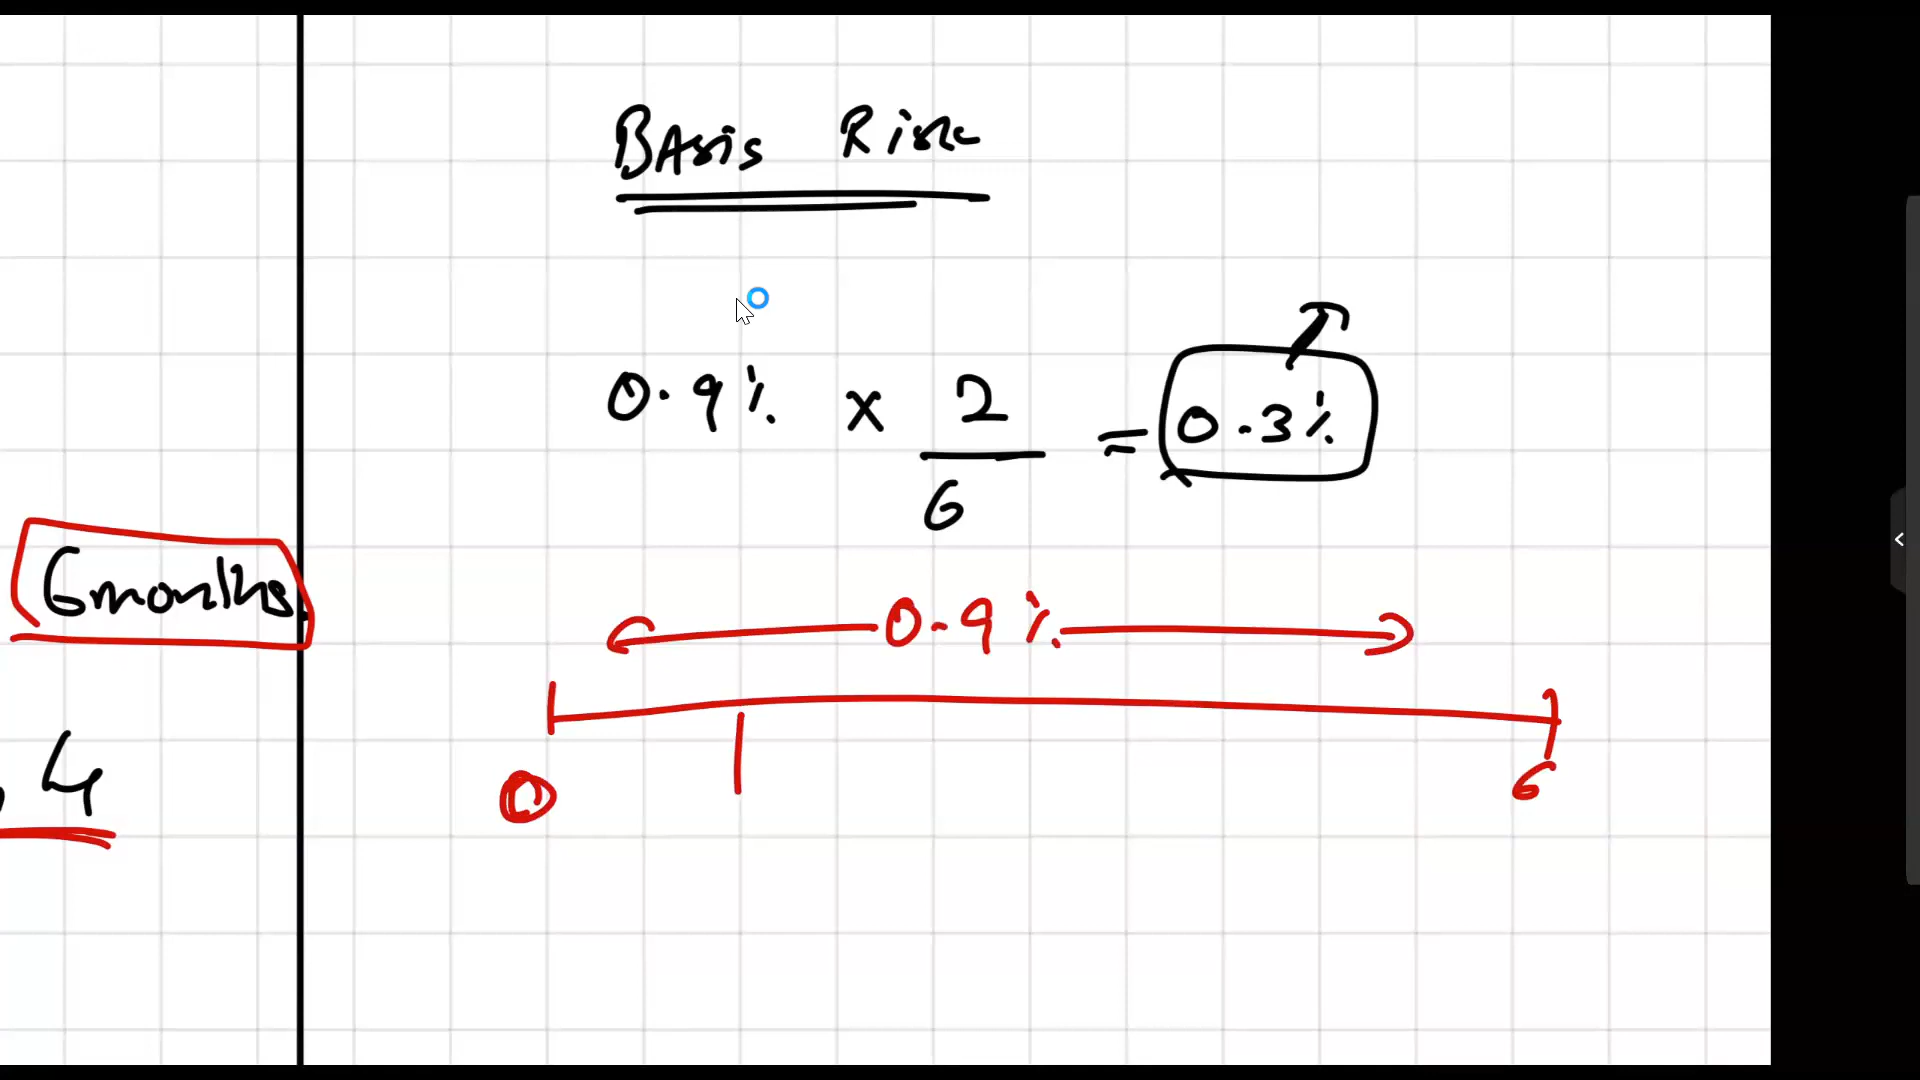 BAsis Risk
0.9% x 2/6 = 0.3%
6months
0.9%
0 6
, 4